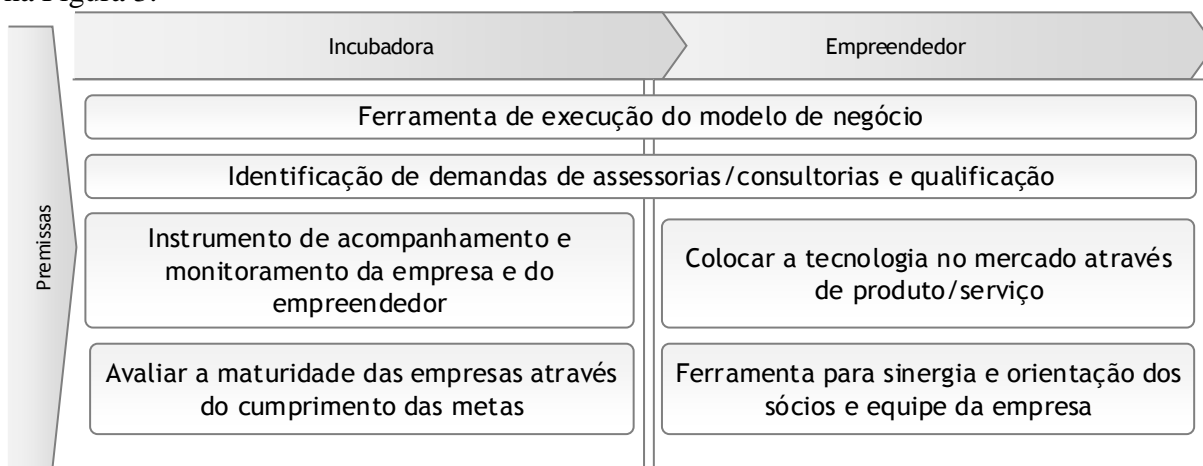 na Figura 3.
Incubadora
Empreendedor
Premissas
Ferramenta de execução do modelo de negócio
Identificação de demandas de assessorias/consultorias e qualificação
Instrumento de acompanhamento e
monitoramento da empresa e do
empreendedor
Colocar a tecnologia no mercado através
de produto/serviço
Avaliar a maturidade das empresas através
do cumprimento das metas
Ferramenta para sinergia e orientação dos
sócios e equipe da empresa